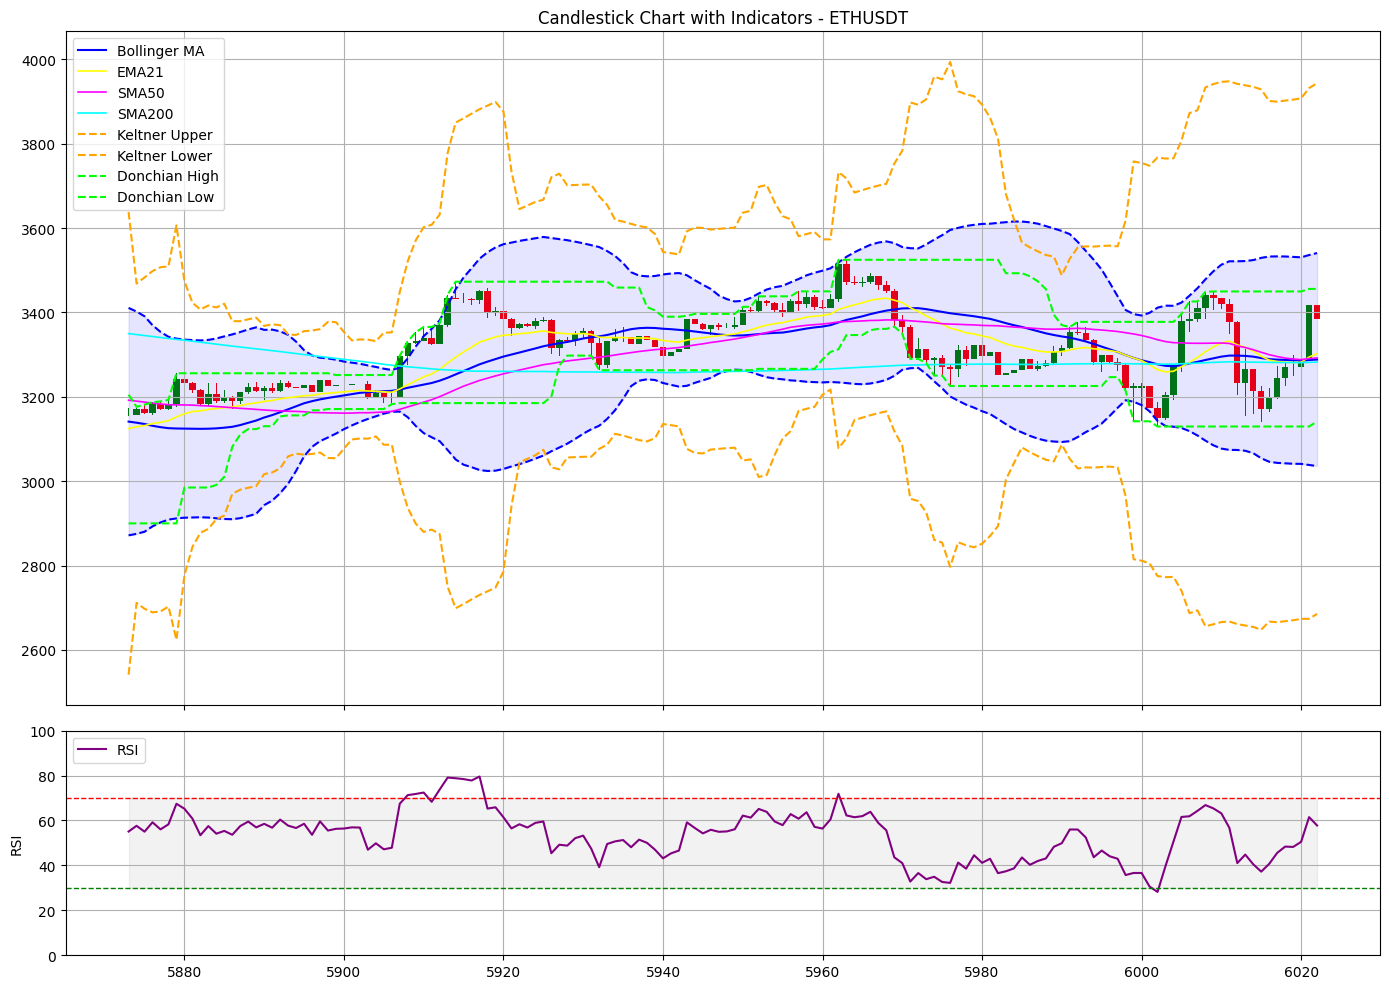 Candlestick Chart with Indicators - ETHUSDT
Bollinger MA
EMA21
SMA50
SMA200
Keltner Upper
Keltner Lower
Donchian High
Donchian Low
4000
3800
3600
3400
3200
3000
2800
2600
RSI
100
80
60
40
20
0
RSI
5880
5900
5920
5940
5960
5980
6000
6020